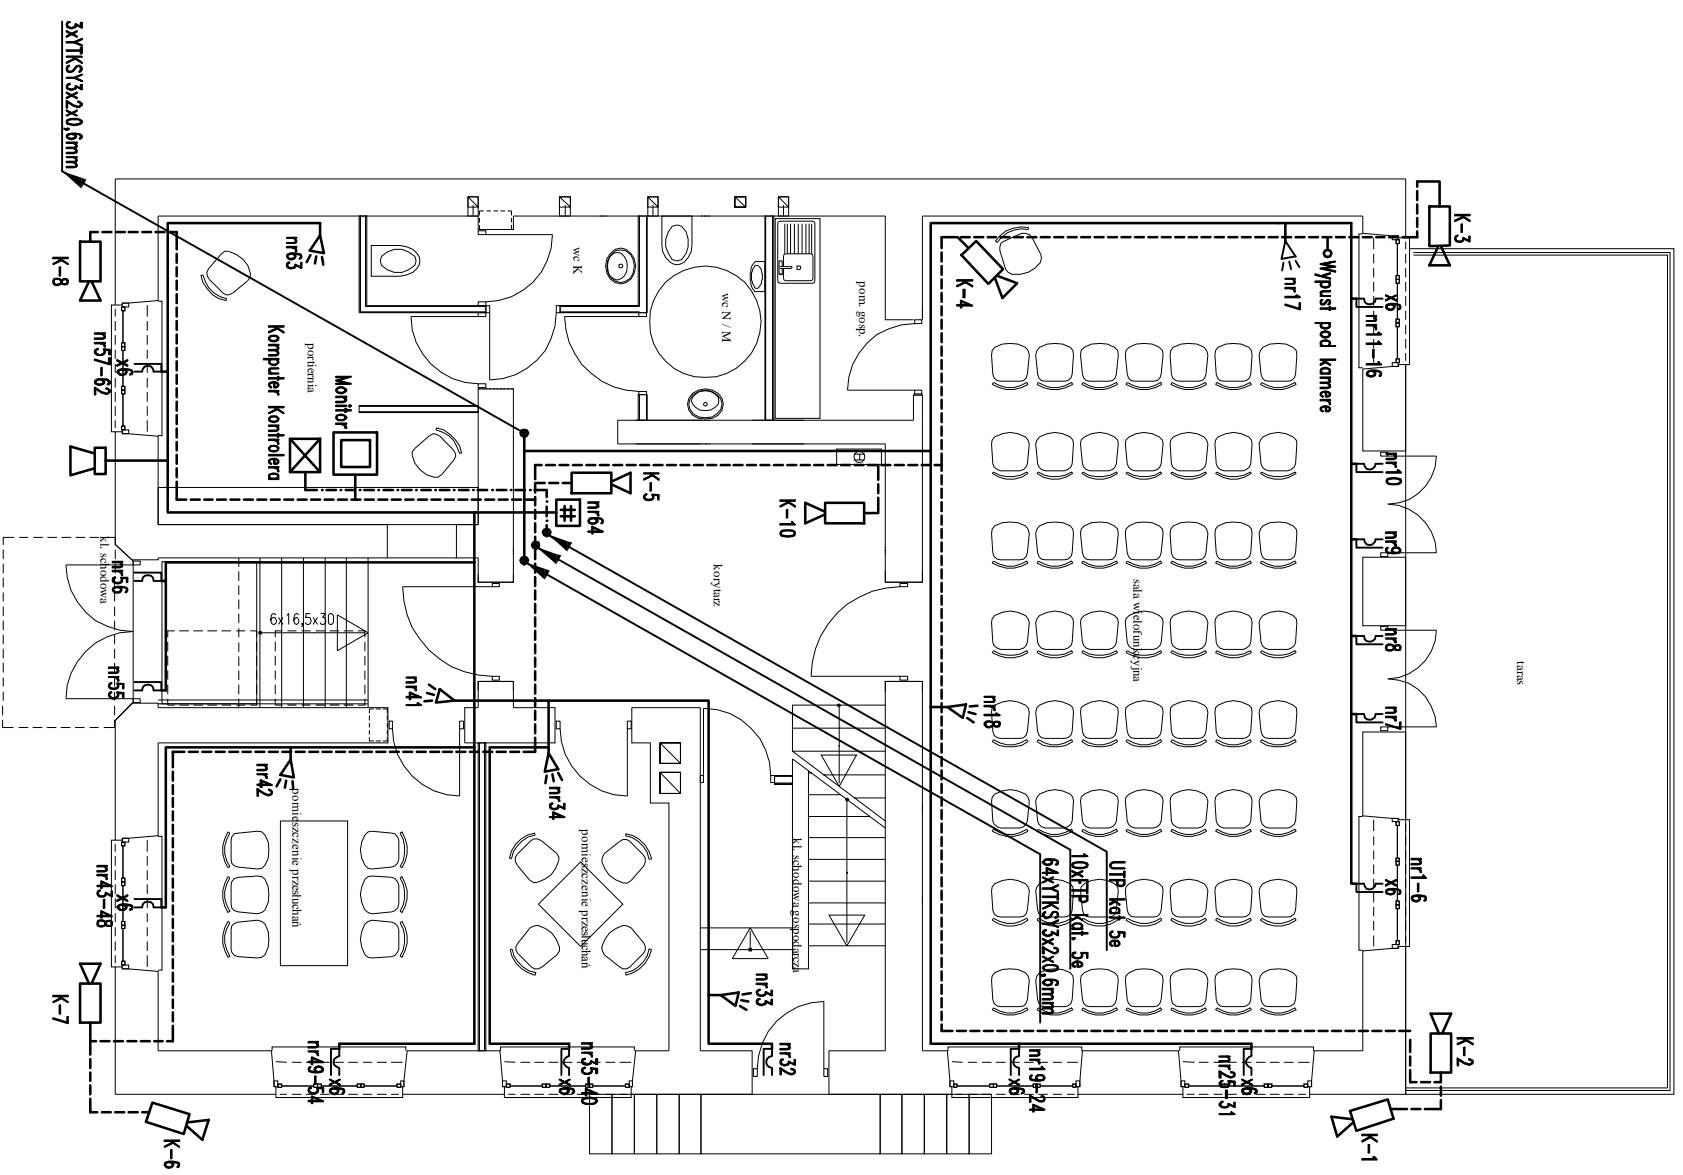 3xYTKSY3x2x0,6mm
K-3
K-8
nr63
K-4
nr17
Wypust pod kamere
x6
nr11-16
wc K
wc N / M
pom. gosp.
nr57-62
x6
portiernia
Komputer Kontrolera
Monitor
K-5
nr64
K-10
nr10
nr9
nr8
nr7
kl. schodowa
nr56
6x16,5x30
nr55
korytarz
sala wielofunkcyjna
taras
nr41
nr18
nr42
nr34
pomieszczenie przesłuchań
pomieszczenie przesłuchań
kl. schodowa gospodarcza
UTP kat 5e
10xFTP kat. 5e
64xYTKSY3x2x0,6mm
nr1-6
x6
nr43-48
x6
nr33
K-7
nr49-54
x6
nr35-40
x6
nr32
nr19-24
x6
nr25-31
x6
K-2
K-1
K-6